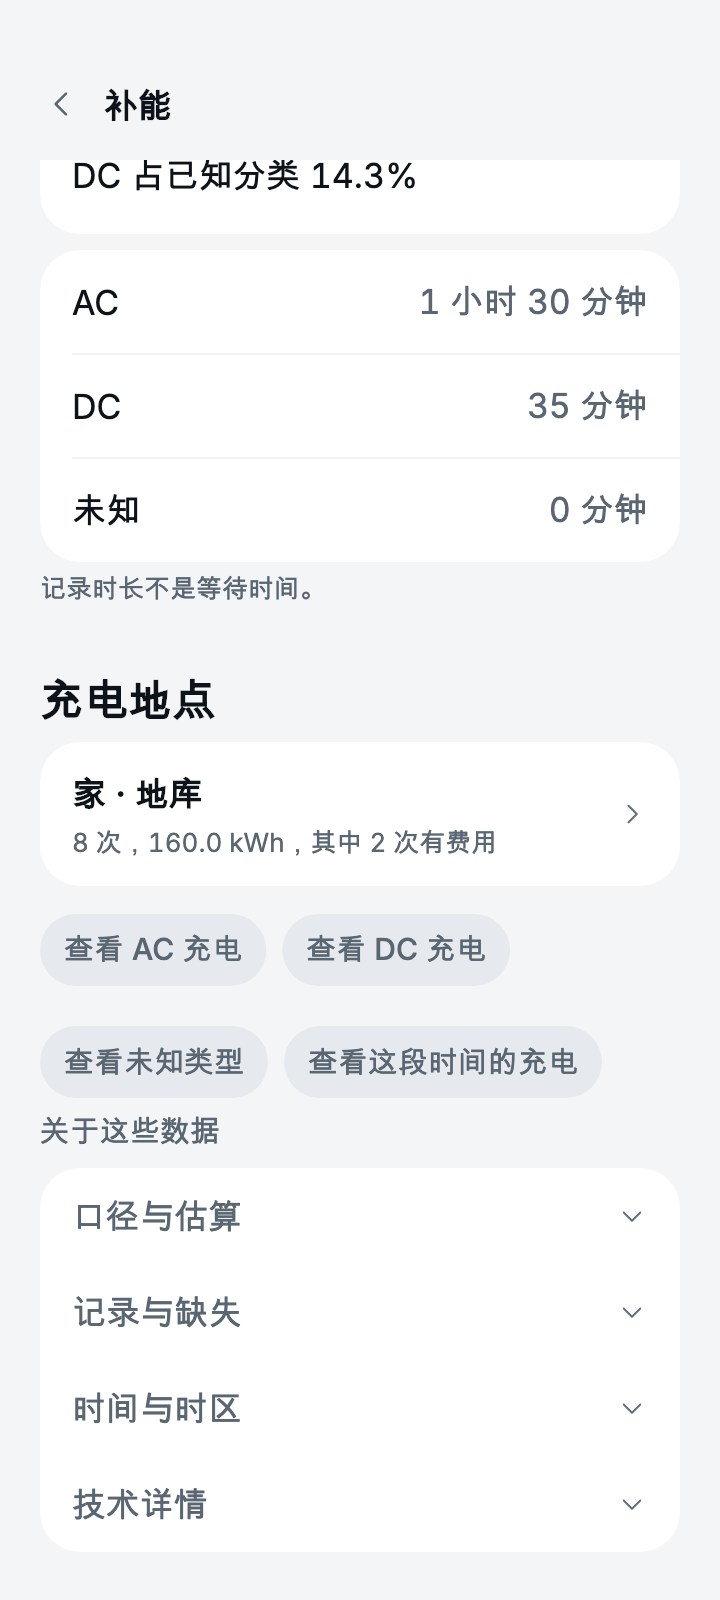 补能
DC 占已知分类 14.3%
AC
1 小时 30 分钟
DC
35 分钟
未知
0 分钟
记录时长不是等待时间。
充电地点
家 · 地库
8 次，160.0 kWh，其中 2 次有费用
查看 AC 充电
查看 DC 充电
查看未知类型
查看这段时间的充电
关于这些数据
口径与估算
记录与缺失
时间与时区
技术详情